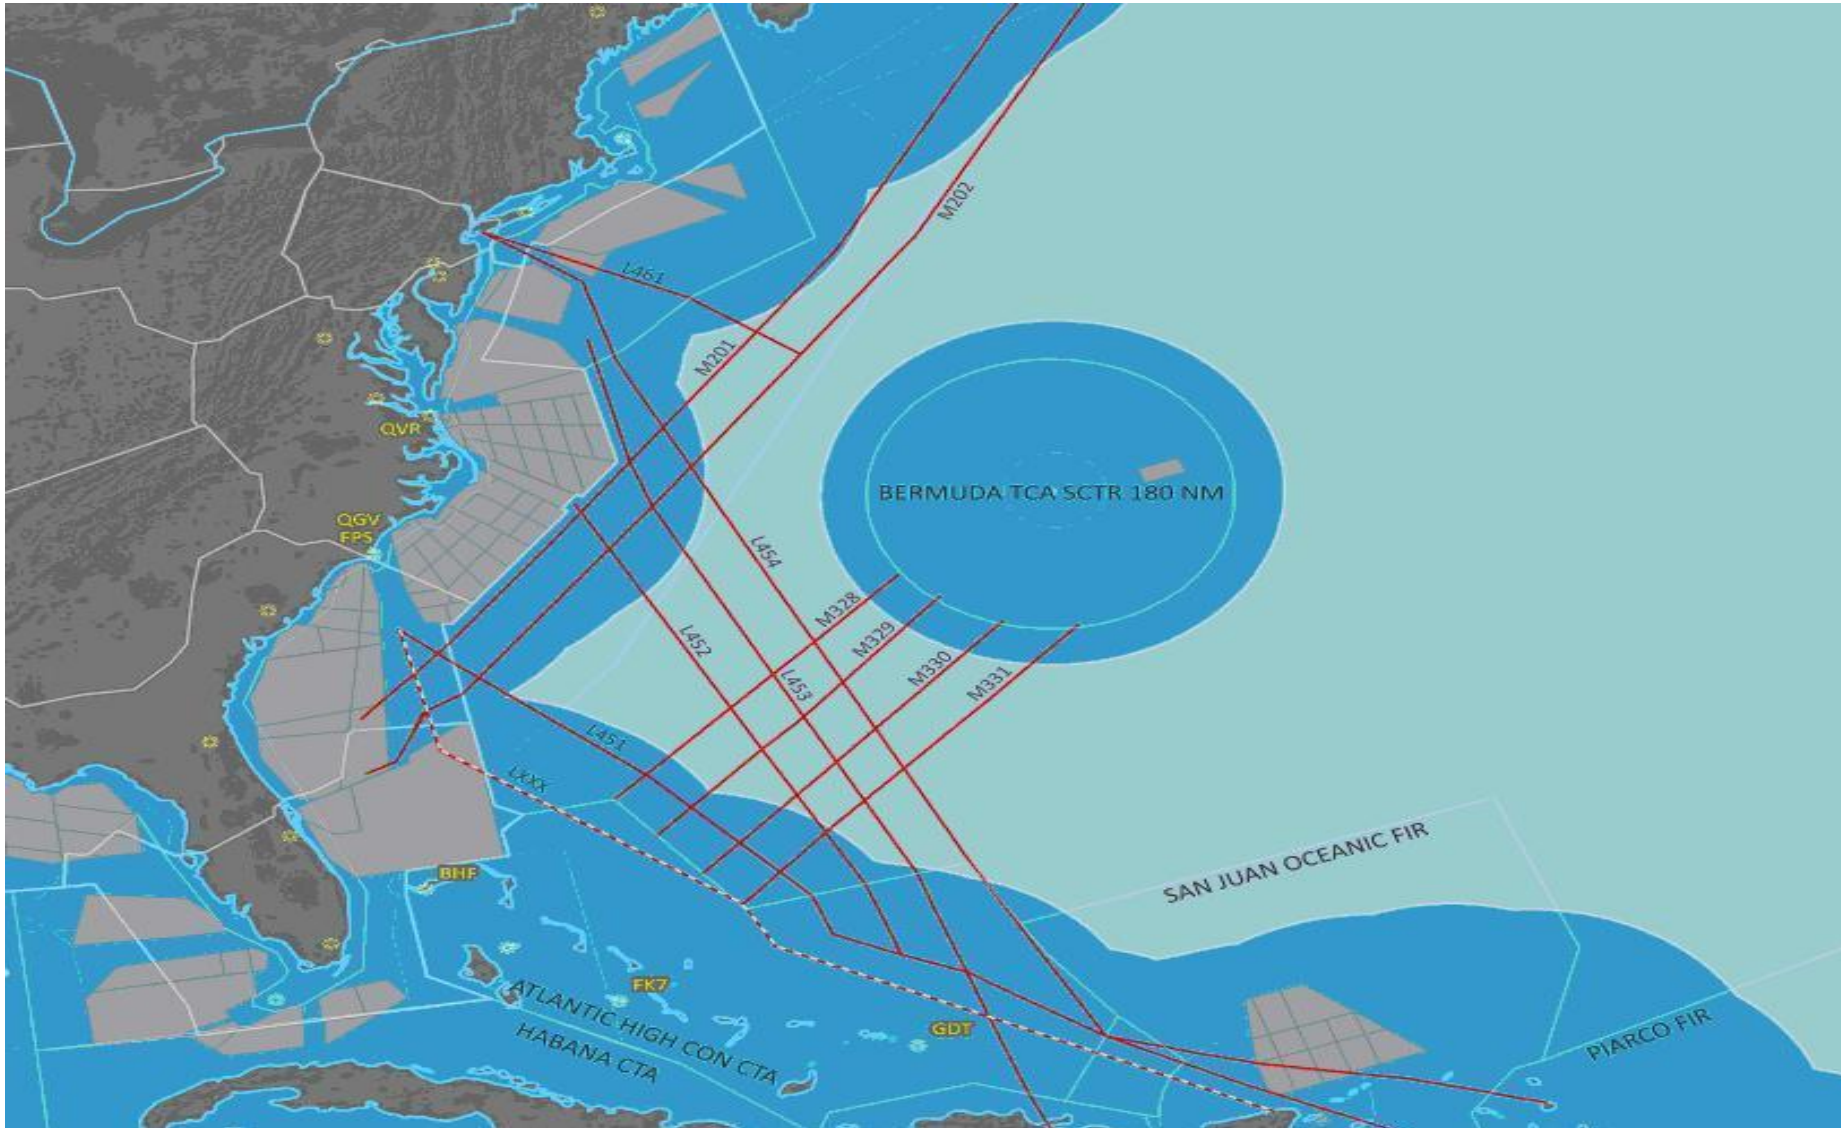 M202
L461
M201
QVR
BERMUDA TCA SCTR 180 NM
QGV
FPS
L454
M328
M329
L452
M330
L453
M331
L451
LXXX
SAN JUAN OCEANIC FIR
BHF
FK7
ATLANTIC HIGH CON CTA
HABANA CTA
GDT
PIARCO FIR